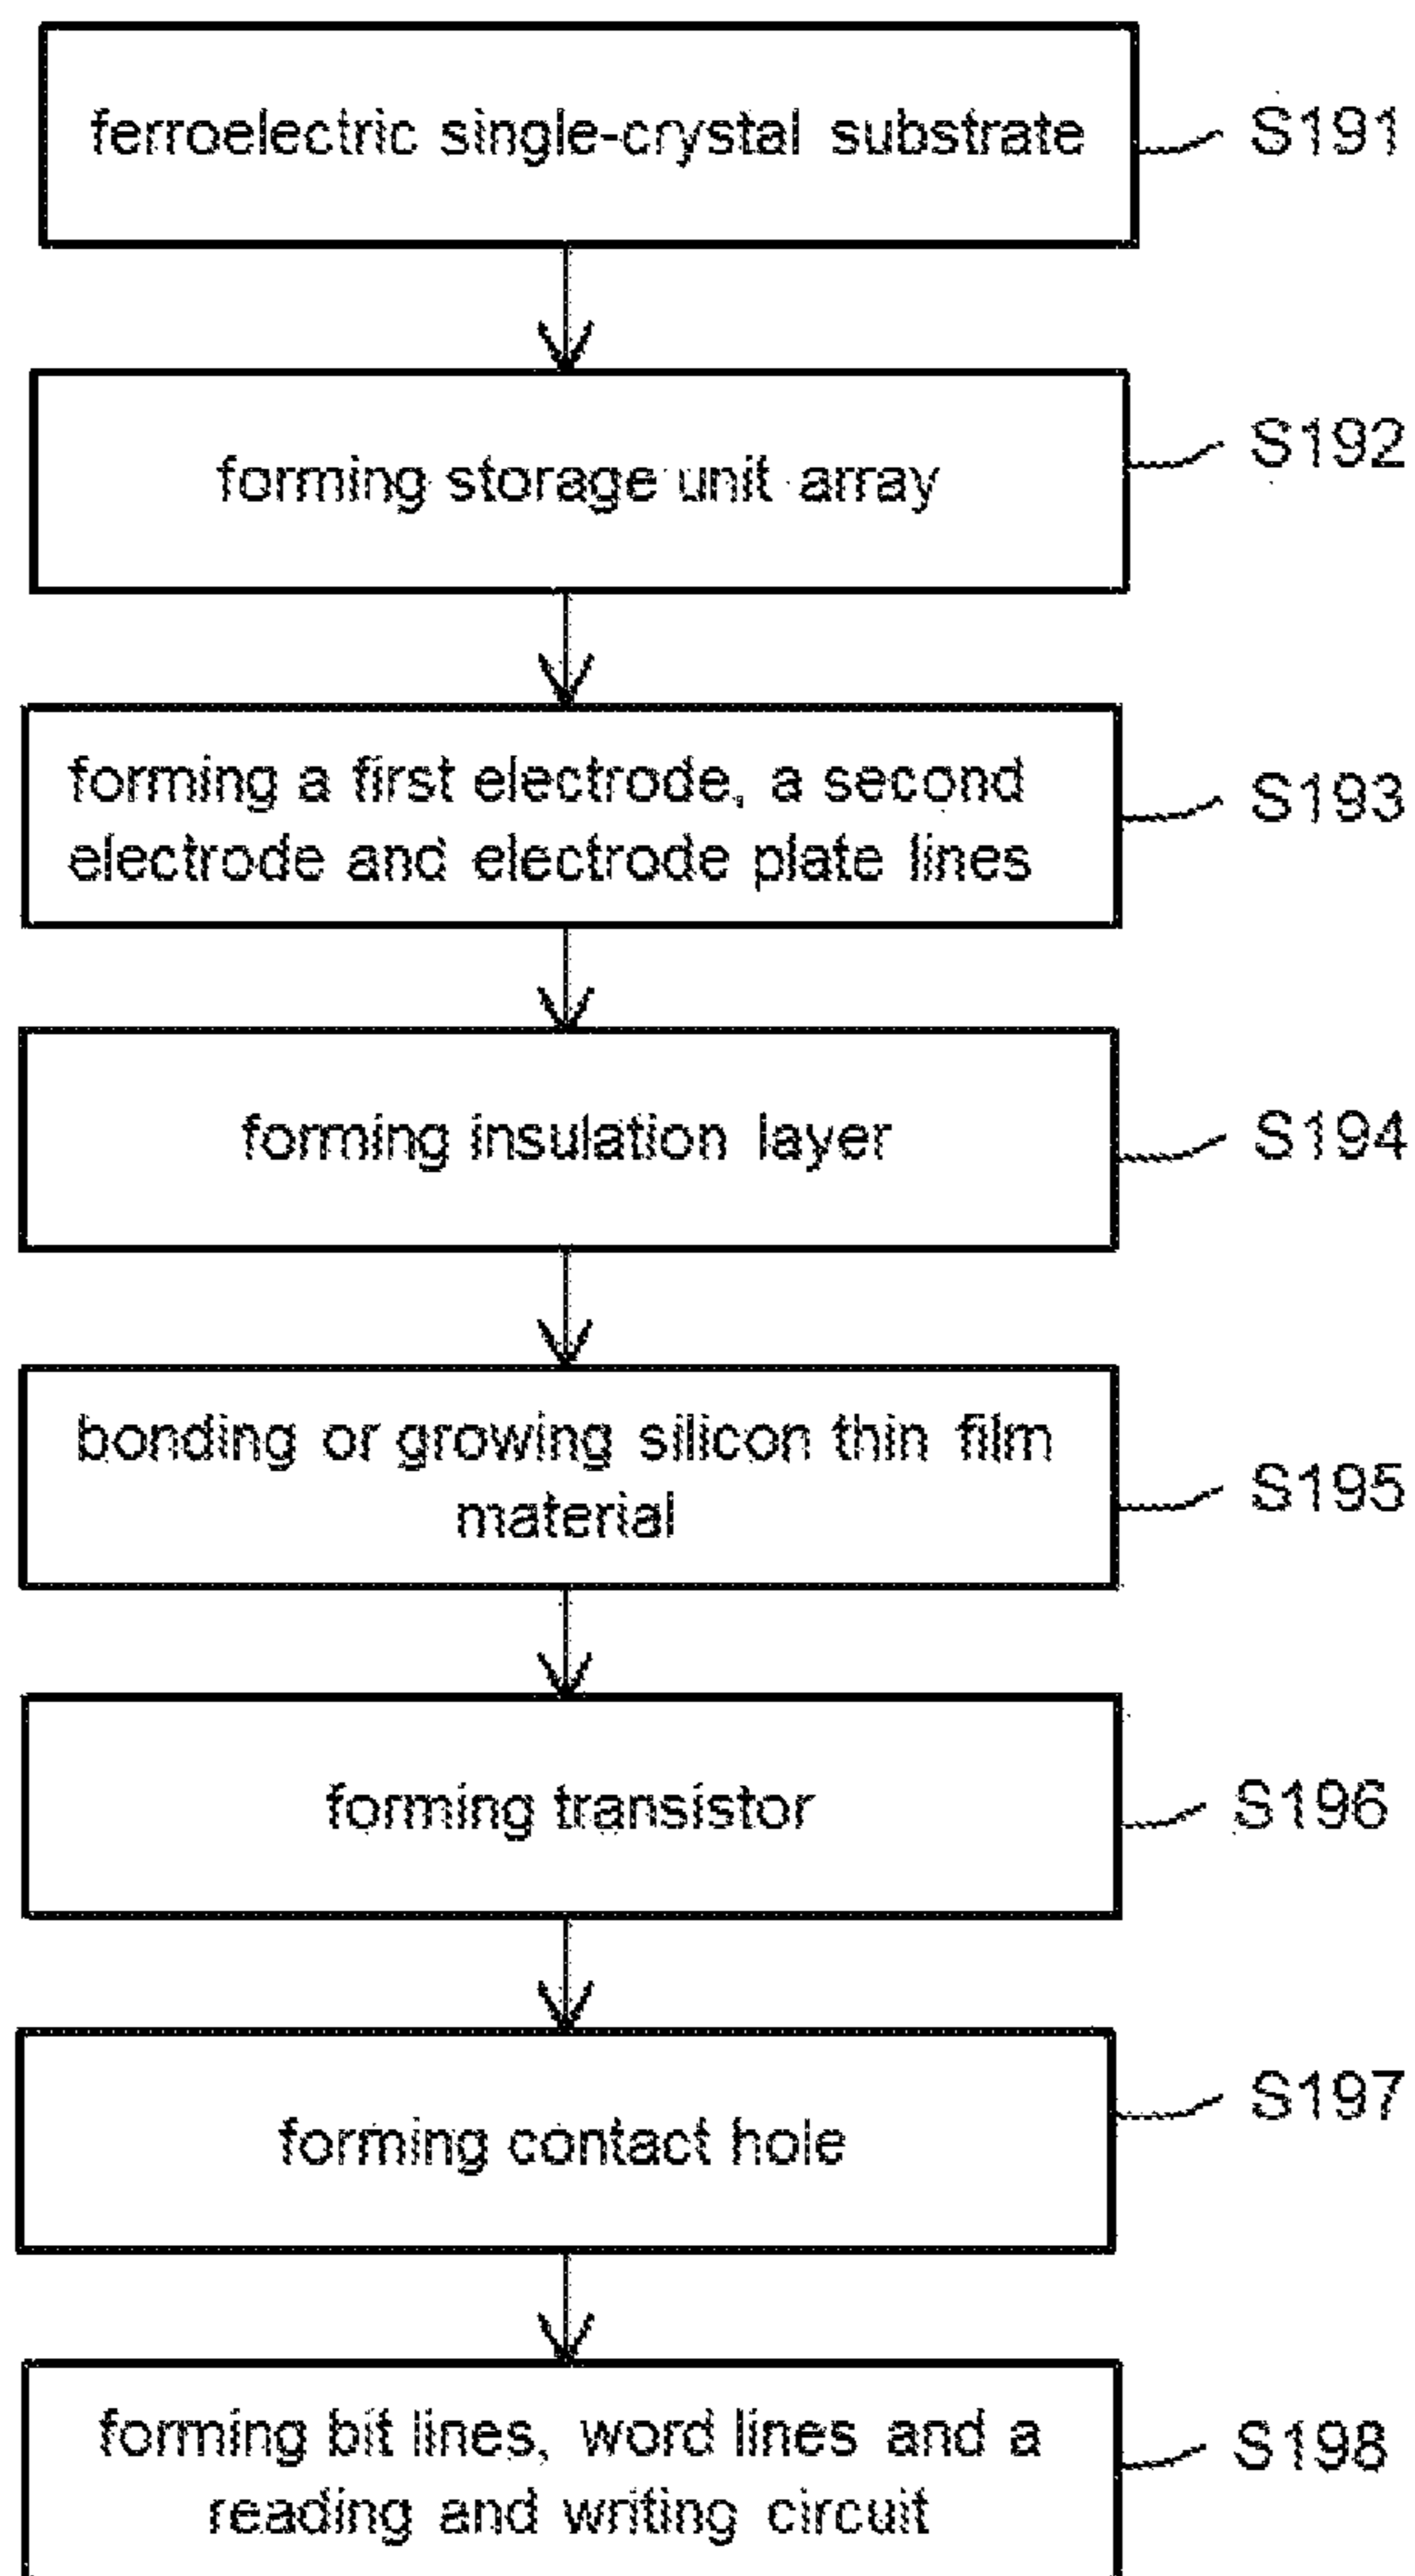 ferroelectric single-crystal substrate
S191
forming storage unit array
S192
forming a first electrode, a second
electrode and electrode plate lines
S193
forming insulation layer
S194
bonding or growing silicon thin film
material
S195
forming transistor
S196
forming contact hole
S197
forming bit lines, word lines and a
reading and writing circuit
S198